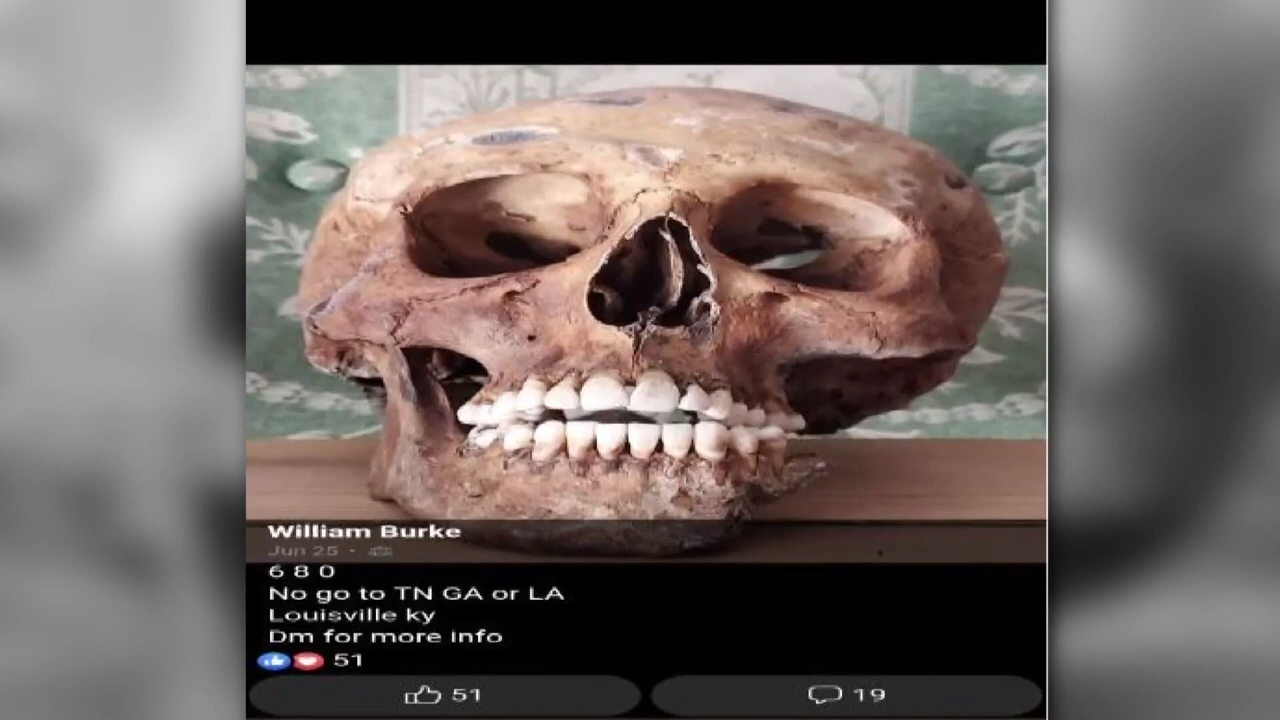 William Burke
Jun 25 ·
6 8 0
No go to TN GA or LA
Louisville ky
Dm for more info
51
51
19